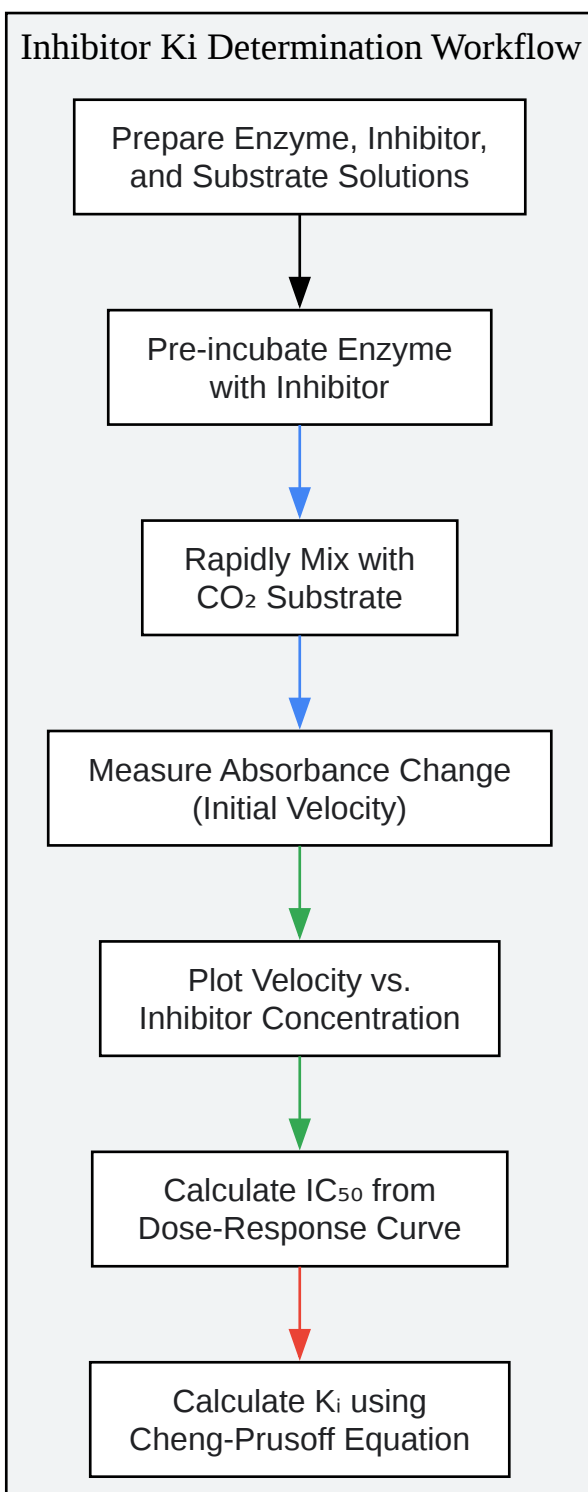 Inhibitor Ki Determination Workflow
Prepare Enzyme, Inhibitor,
and Substrate Solutions
Pre-incubate Enzyme
with Inhibitor
Rapidly Mix with
CO₂ Substrate
Measure Absorbance Change
(Initial Velocity)
Plot Velocity vs.
Inhibitor Concentration
Calculate IC₅₀ from
Dose-Response Curve
Calculate Kᵢ using
Cheng-Prusoff Equation